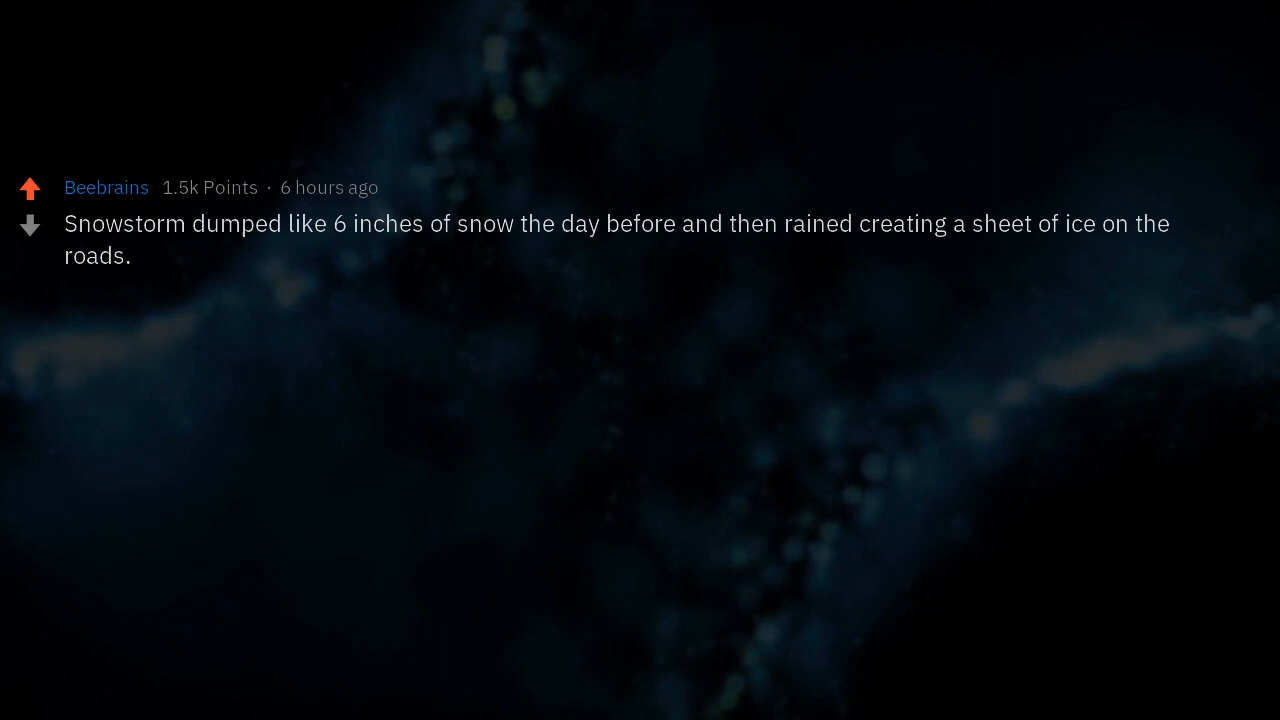 Beebrains 1.5k Points · 6 hours ago
Snowstorm dumped like 6 inches of snow the day before and then rained creating a sheet of ice on the
roads.